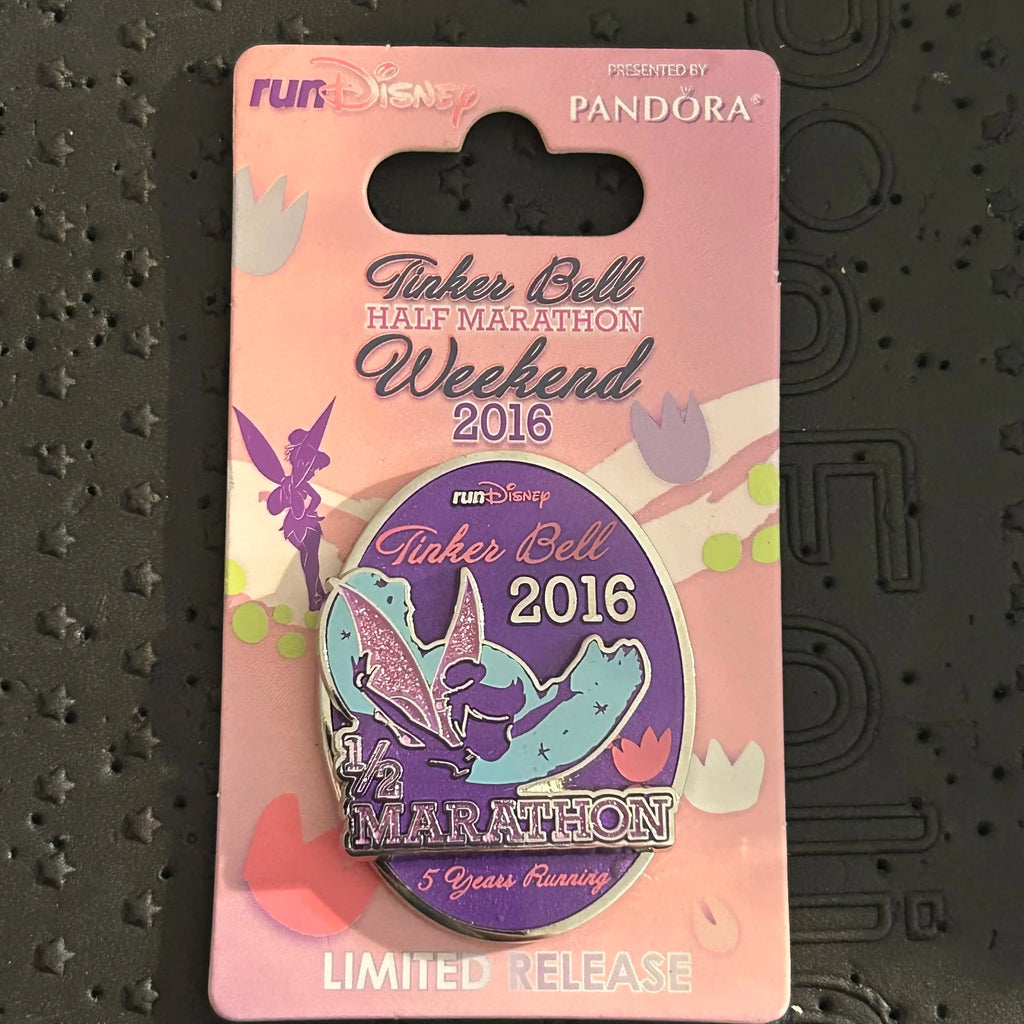 runDisney
PRESENTED BY
PANDORA®
Tinker Bell
HALF MARATHON
Weekend
2016
runDisney
Tinker Bell
2016
1/2
MARATHON
5 Years Running
LIMITED RELEASE